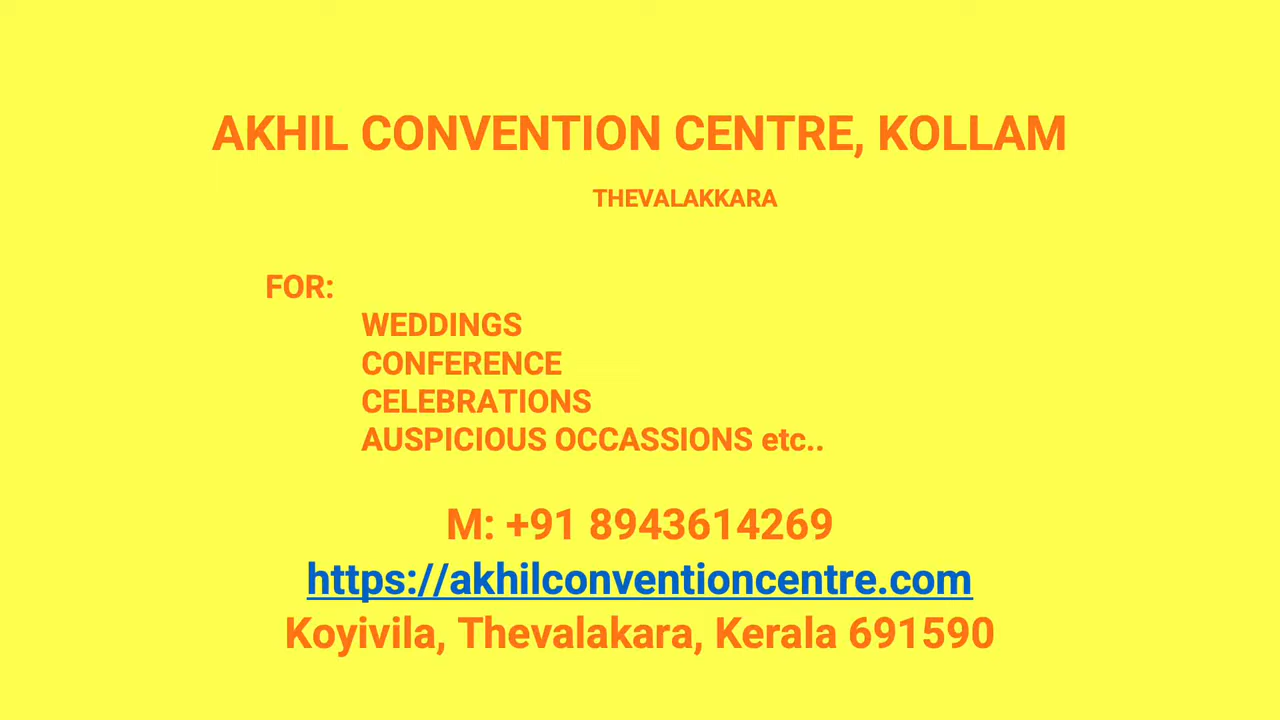 AKHIL CONVENTION CENTRE, KOLLAM
THEVALAKKARA
FOR:
WEDDINGS
CONFERENCE
CELEBRATIONS
AUSPICIOUS OCCASSIONS etc..
M: +91 8943614269
https://akhilconventioncentre.com
Koyivila, Thevalakara, Kerala 691590